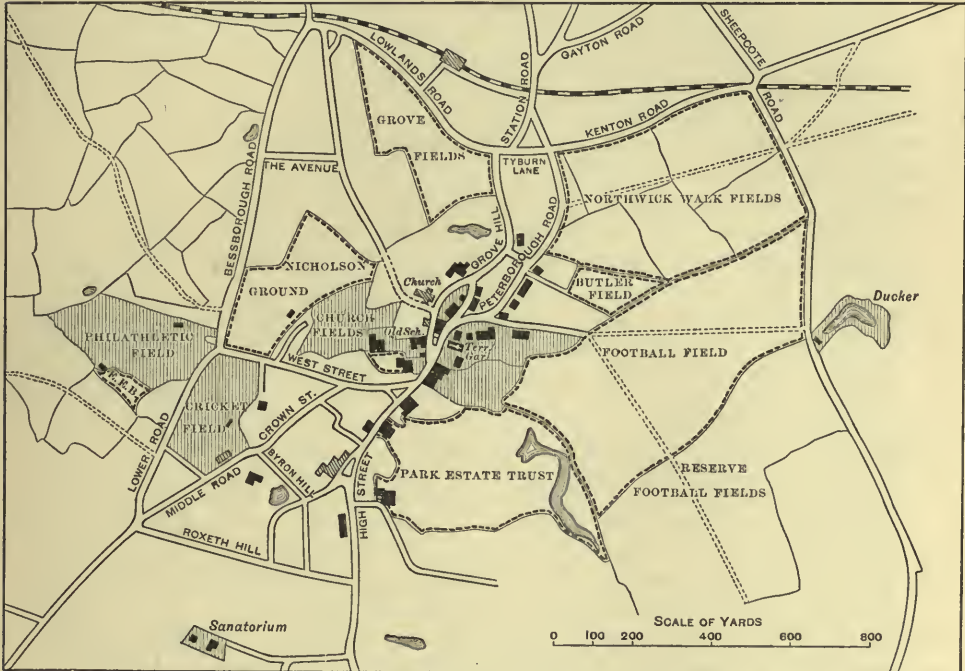 LOWLANDS ROAD
STATION ROAD
GAYTON ROAD
SHEEPCOTE ROAD
KENTON ROAD
GROVE
FIELDS
TYBURN
LANE
BESSBOROUGH ROAD
THE AVENUE
NORTHWICK WALK FIELDS
GROVE HILL
PETERBOROUGH ROAD
NICHOLSON
GROUND
Church
BUTLER
FIELD
Ducker
CHURCH
FIELDS
Old Sch.
Terr.
Gar.
PHILATHLETIC
FIELD
FOOTBALL FIELD
WEST STREET
CRICKET
FIELD
CROWN ST.
LOWER ROAD
MIDDLE ROAD
BYRON HILL
HIGH STREET
PARK ESTATE TRUST
RESERVE
FOOTBALL FIELDS
ROXETH HILL
Sanatorium
SCALE OF YARDS
0 100 200 400 600 800